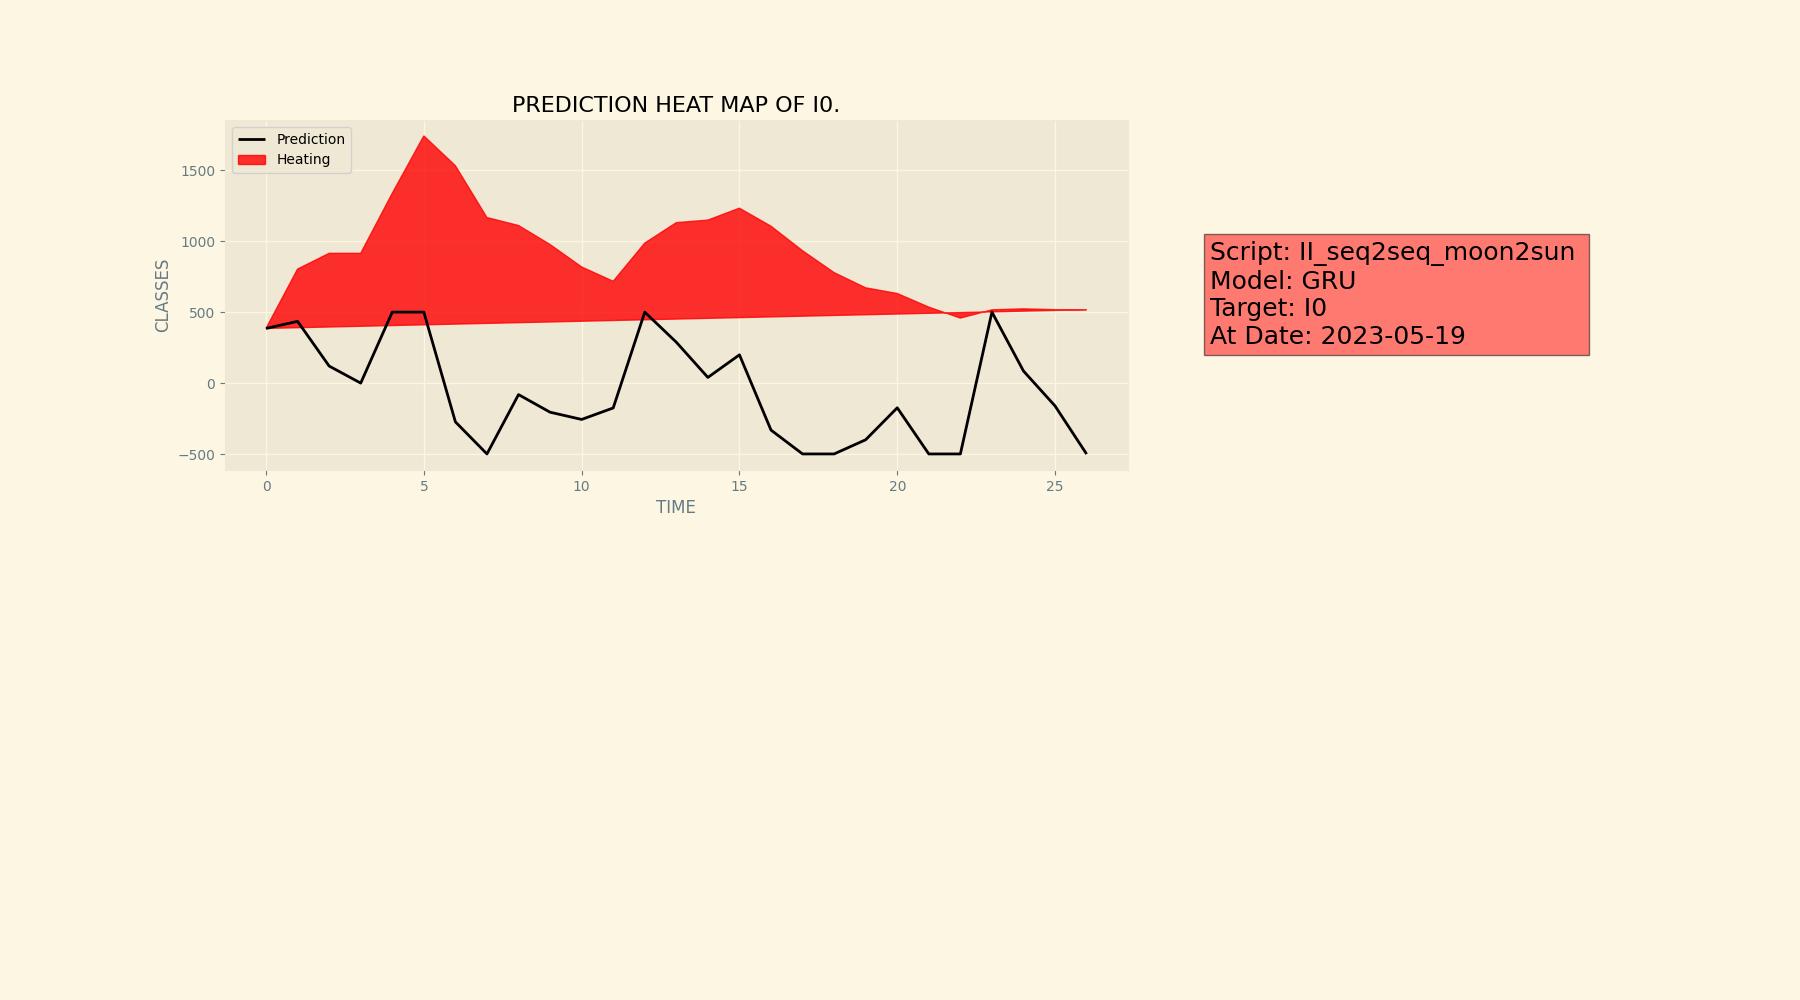 PREDICTION HEAT MAP OF I0.
Prediction
Heating
CLASSES
1500
1000
500
0
−500
0 5 10 15 20 25
TIME
Script: II_seq2seq_moon2sun
Model: GRU
Target: I0
At Date: 2023-05-19